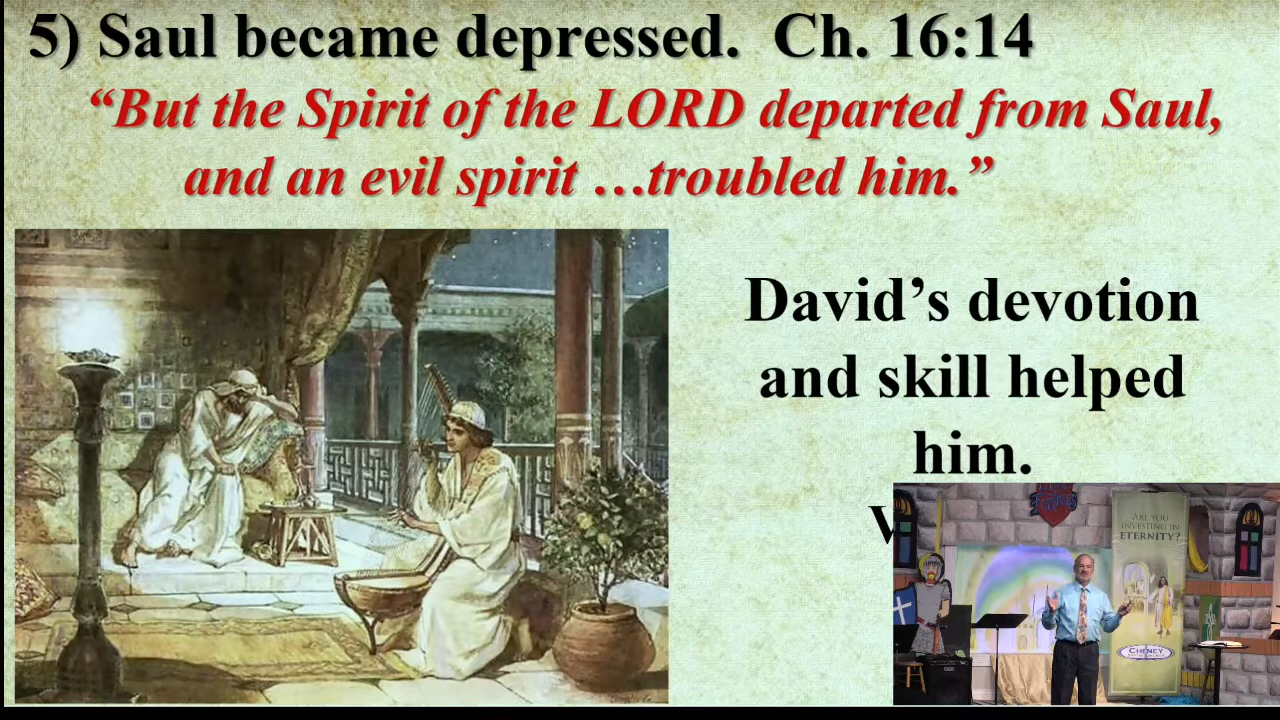 5) Saul became depressed.  Ch. 16:14
“But the Spirit of the LORD departed from Saul,
and an evil spirit …troubled him.”
David’s devotion
and skill helped
him.
ARE YOU
INVESTING IN
ETERNITY?
CHENEY